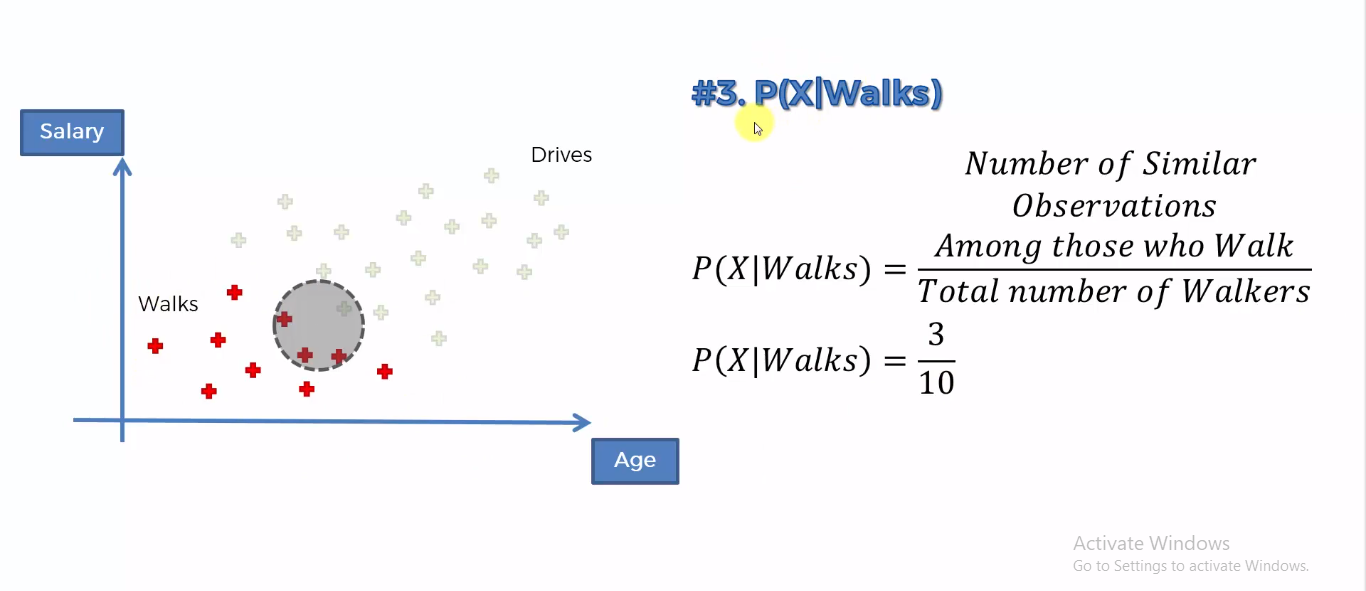 #3. P(X|Walks)
Salary
Drives
Walks
Age
Number of Similar
Observations
Among those who Walk
P(X|Walks) =
Total number of Walkers
3
P(X|Walks) =
10
Activate Windows
Go to Settings to activate Windows.